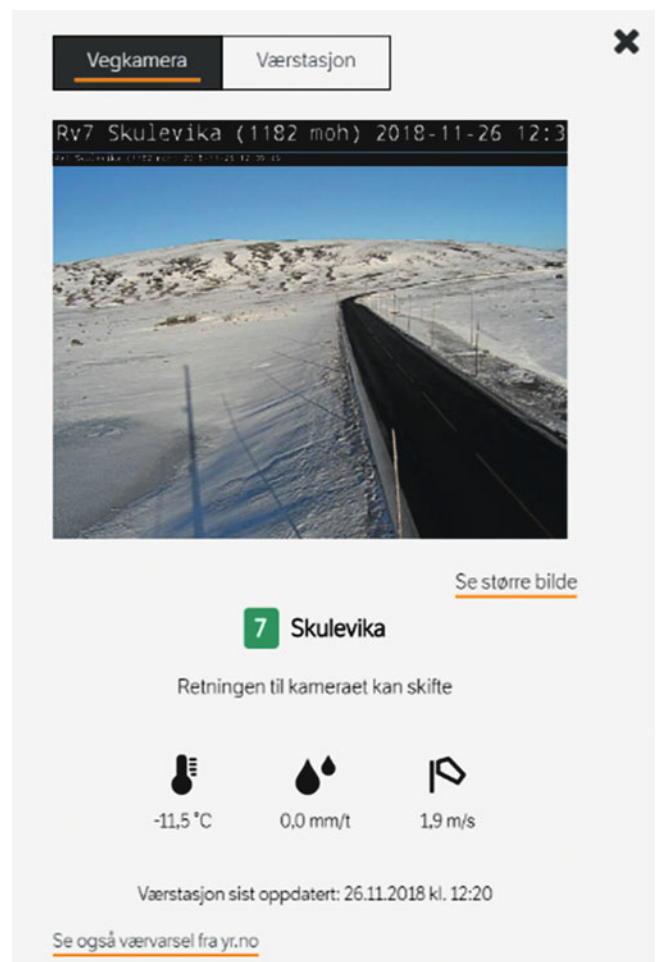 Vegkamera Værstasjon
Rv7 Skulevika (1182 moh) 2018-11-26 12:3
Se større bilde
7 Skulevika
Retningen til kameraet kan skifte
-11,5 °C 0,0 mm/t 1,9 m/s
Værstasjon sist oppdatert: 26.11.2018 kl. 12:20
Se også værvarsel fra yr.no